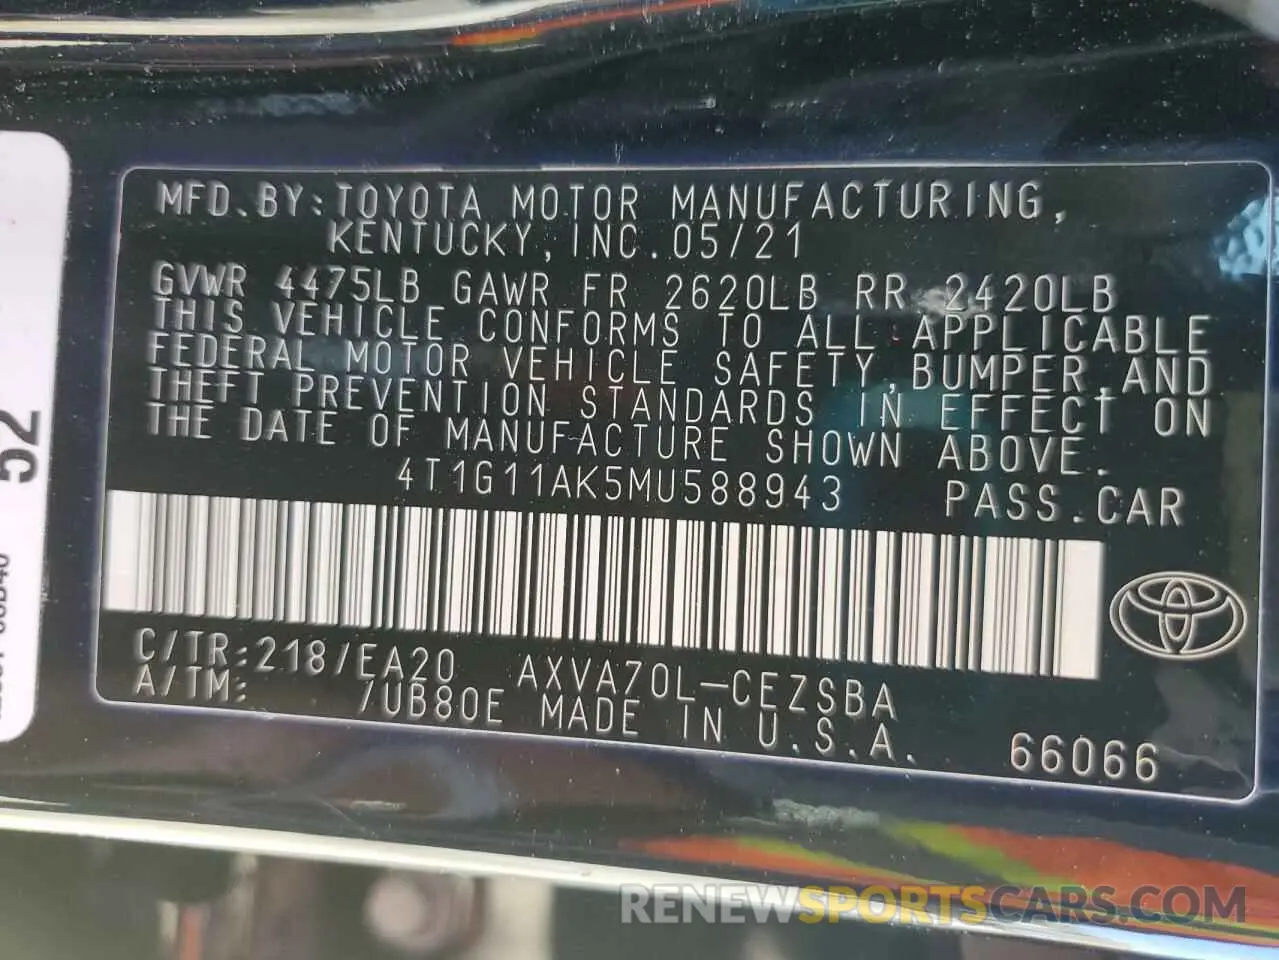 MFD.BY:TOYOTA MOTOR MANUFACTURING,
KENTUCKY,INC.05/21
GVWR 4475LB GAWR FR 2620LB RR 2420LB
THIS VEHICLE CONFORMS TO ALL APPLICABLE
FEDERAL MOTOR VEHICLE SAFETY,BUMPER,AND
THEFT PREVENTION STANDARDS IN EFFECT ON
THE DATE OF MANUFACTURE SHOWN ABOVE.
4T1G11AK5MU588943 PASS.CAR
C/TR:218/EA20 AXVA70L-CEZSBA
A/TM: /UB80E MADE IN U.S.A.
66066
52
RENEWSPORTSCARS.COM